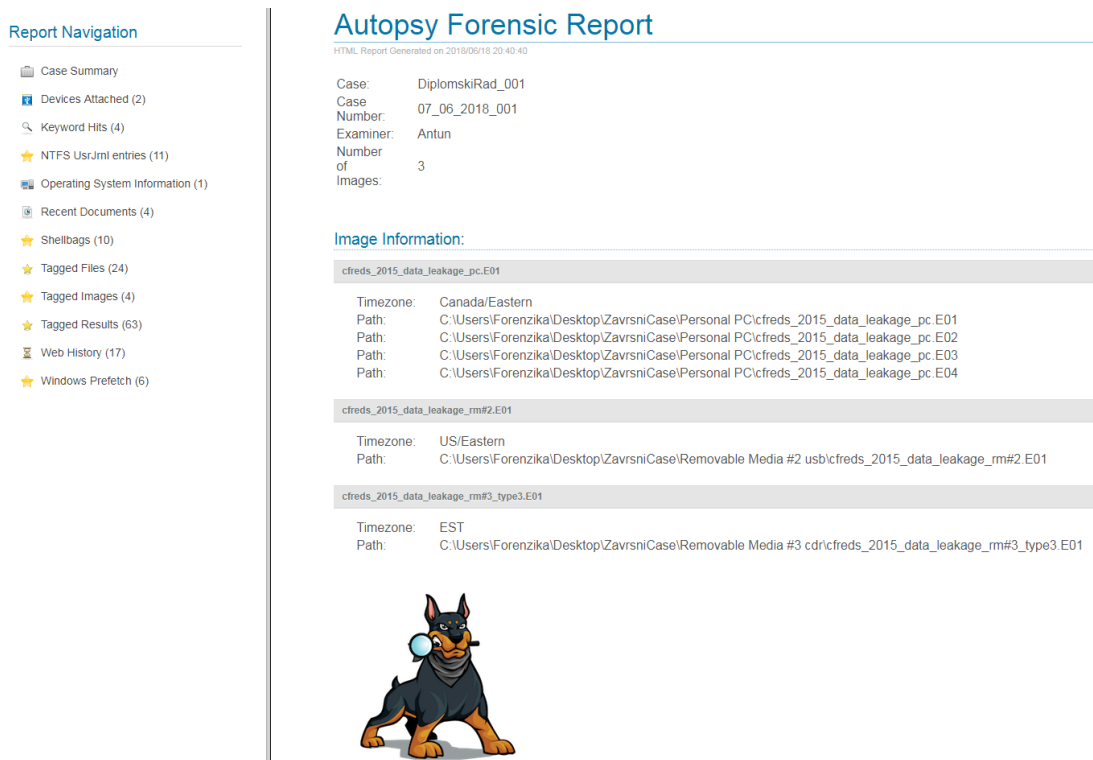 Report Navigation
Case Summary
Devices Attached (2)
Keyword Hits (4)
NTFS UsrJrnl entries (11)
Operating System Information (1)
Recent Documents (4)
Shellbags (10)
Tagged Files (24)
Tagged Images (4)
Tagged Results (63)
Web History (17)
Windows Prefetch (6)
Autopsy Forensic Report
HTML Report Generated on 2018/06/18 20:40:40
Case: DiplomskiRad_001
Case
Number: 07_06_2018_001
Examiner: Antun
Number
of 3
Images:
Image Information:
cfreds_2015_data_leakage_pc.E01
Timezone: Canada/Eastern
Path: C:\Users\Forenzika\Desktop\ZavrsniCase\Personal PC\cfreds_2015_data_leakage_pc.E01
Path: C:\Users\Forenzika\Desktop\ZavrsniCase\Personal PC\cfreds_2015_data_leakage_pc.E02
Path: C:\Users\Forenzika\Desktop\ZavrsniCase\Personal PC\cfreds_2015_data_leakage_pc.E03
Path: C:\Users\Forenzika\Desktop\ZavrsniCase\Personal PC\cfreds_2015_data_leakage_pc.E04
cfreds_2015_data_leakage_rm#2.E01
Timezone: US/Eastern
Path: C:\Users\Forenzika\Desktop\ZavrsniCase\Removable Media #2 usb\cfreds_2015_data_leakage_rm#2.E01
cfreds_2015_data_leakage_rm#3_type3.E01
Timezone: EST
Path: C:\Users\Forenzika\Desktop\ZavrsniCase\Removable Media #3 cdr\cfreds_2015_data_leakage_rm#3_type3.E01